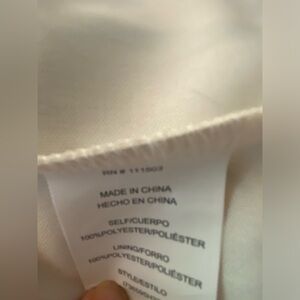 RN # 111503
MADE IN CHINA
HECHO EN CHINA
SELF/CUERPO
100%POLYESTER/POLIÉSTER
LINING/FORRO
100%POLYESTER/POLIÉSTER
STYLE/ESTILO